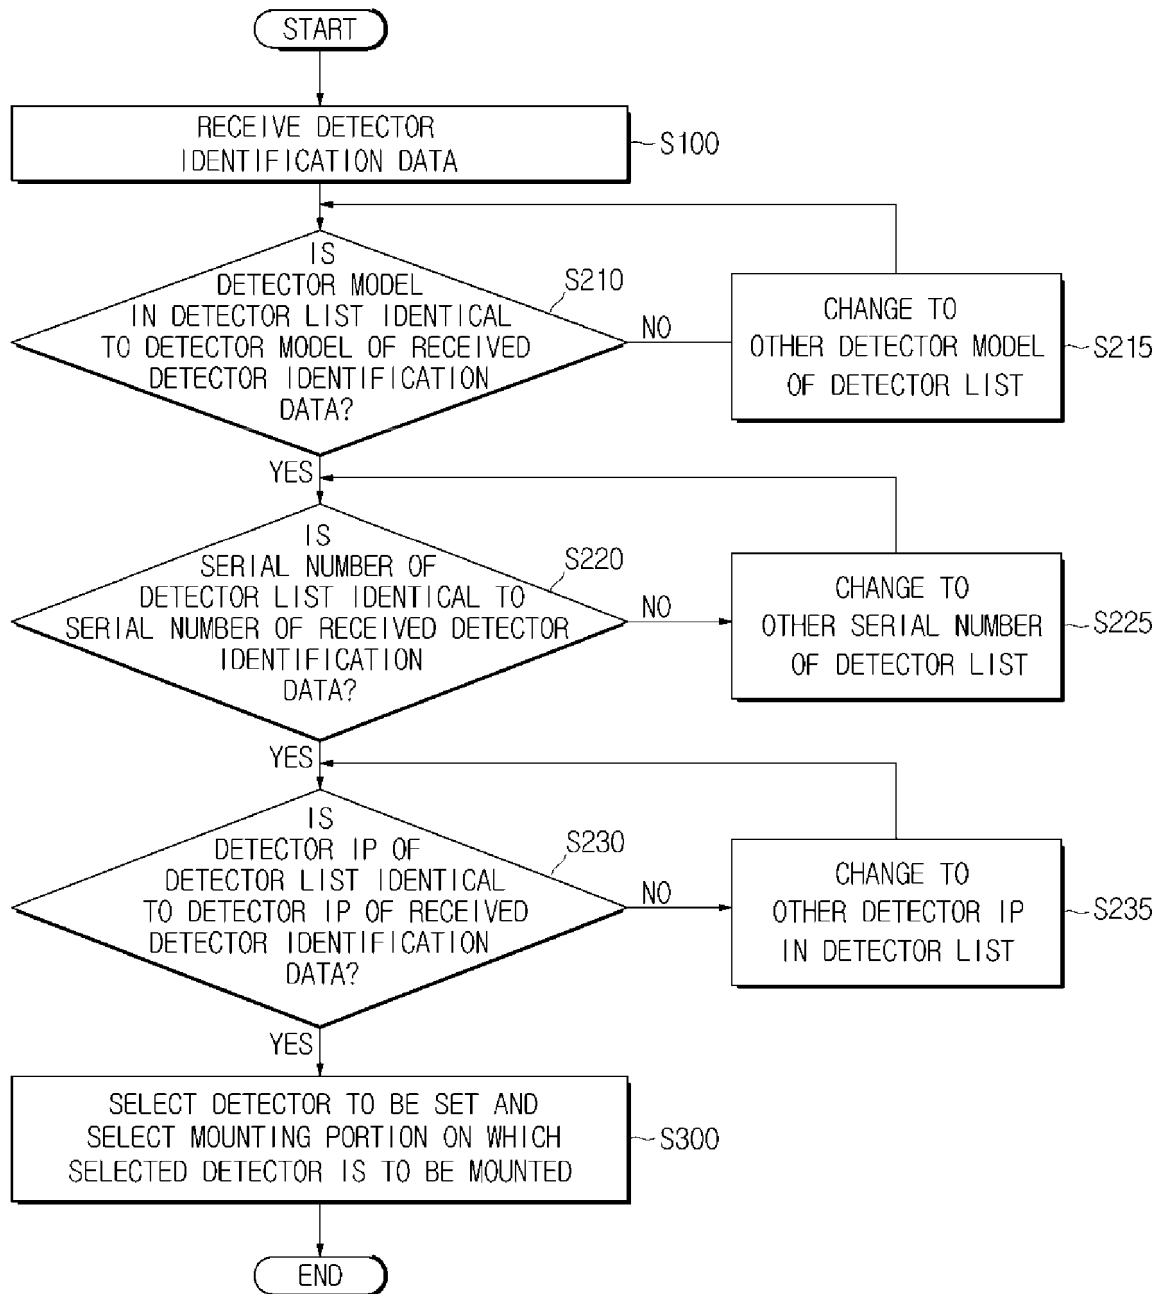 START
RECEIVE DETECTOR
IDENTIFICATION DATA
S100
IS
DETECTOR MODEL
IN DETECTOR LIST IDENTICAL
TO DETECTOR MODEL OF RECEIVED
DETECTOR IDENTIFICATION
DATA?
S210
NO
CHANGE TO
OTHER DETECTOR MODEL
OF DETECTOR LIST
S215
YES
IS
SERIAL NUMBER OF
DETECTOR LIST IDENTICAL TO
SERIAL NUMBER OF RECEIVED DETECTOR
IDENTIFICATION
DATA?
S220
NO
CHANGE TO
OTHER SERIAL NUMBER
OF DETECTOR LIST
S225
YES
IS
DETECTOR IP OF
DETECTOR LIST IDENTICAL
TO DETECTOR IP OF RECEIVED
DETECTOR IDENTIFICATION
DATA?
S230
NO
CHANGE TO
OTHER DETECTOR IP
IN DETECTOR LIST
S235
YES
SELECT DETECTOR TO BE SET AND
SELECT MOUNTING PORTION ON WHICH
SELECTED DETECTOR IS TO BE MOUNTED
S300
END